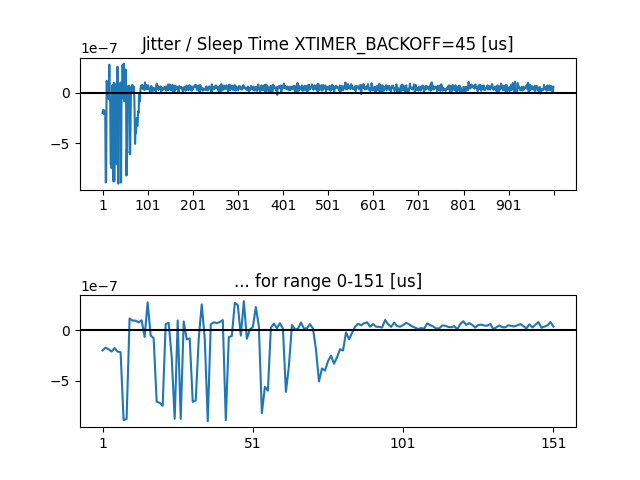 Jitter / Sleep Time XTIMER_BACKOFF=45 [us]
1e−7
0
−5
1 101 201 301 401 501 601 701 801 901
... for range 0-151 [us]
1e−7
0
−5
1 51 101 151